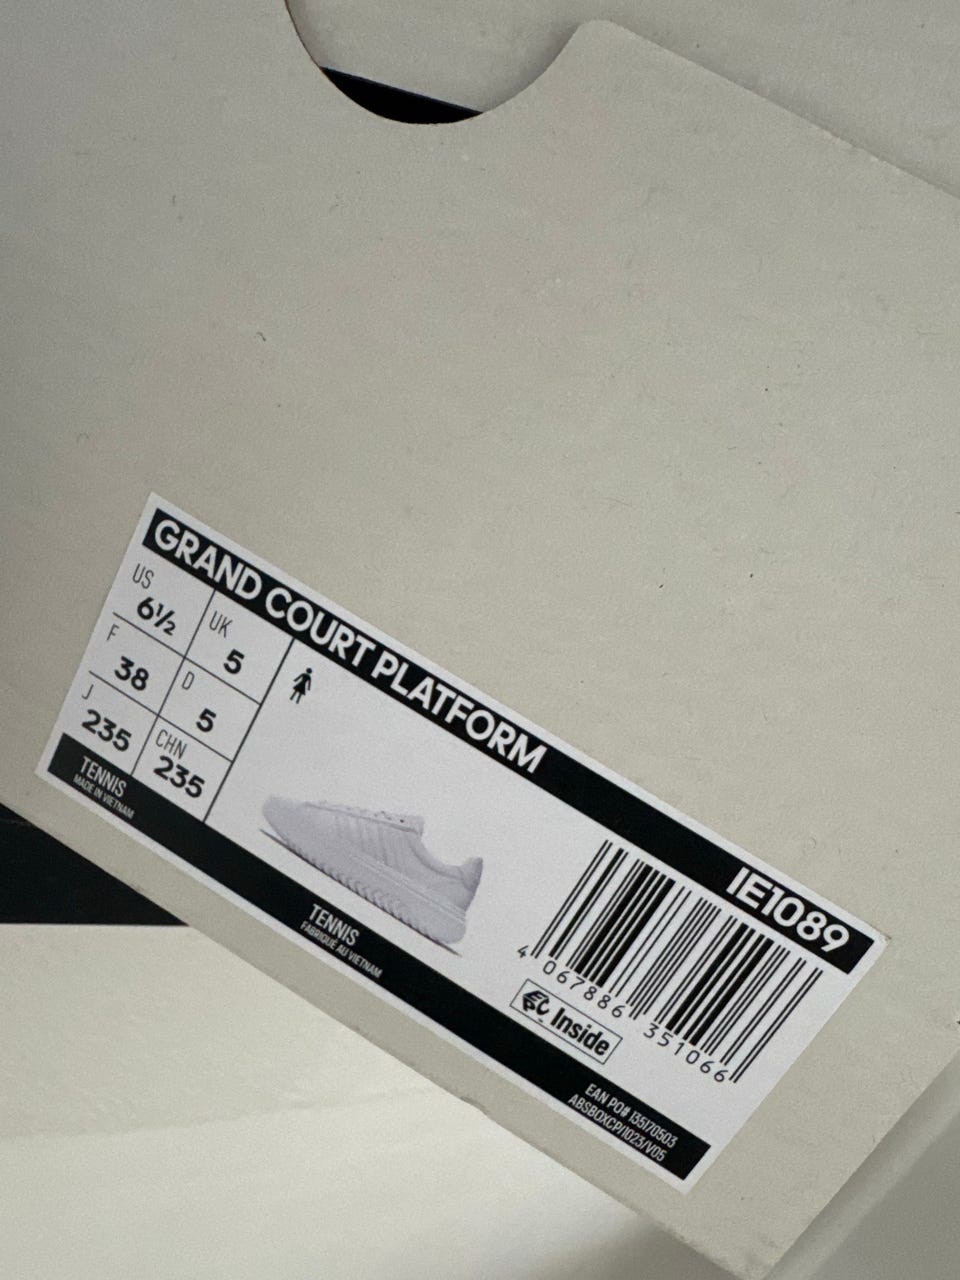 GRAND COURT PLATFORM
IE1089
US
6½
UK
5
F
38
D
5
J
235
CHN
235
TENNIS
MADE IN VIETNAM
TENNIS
FABRIQUÉ AU VIETNAM
4 067886 351066
EPC Inside
EAN PO# 135170503
ABSBOXCP/1023/V05